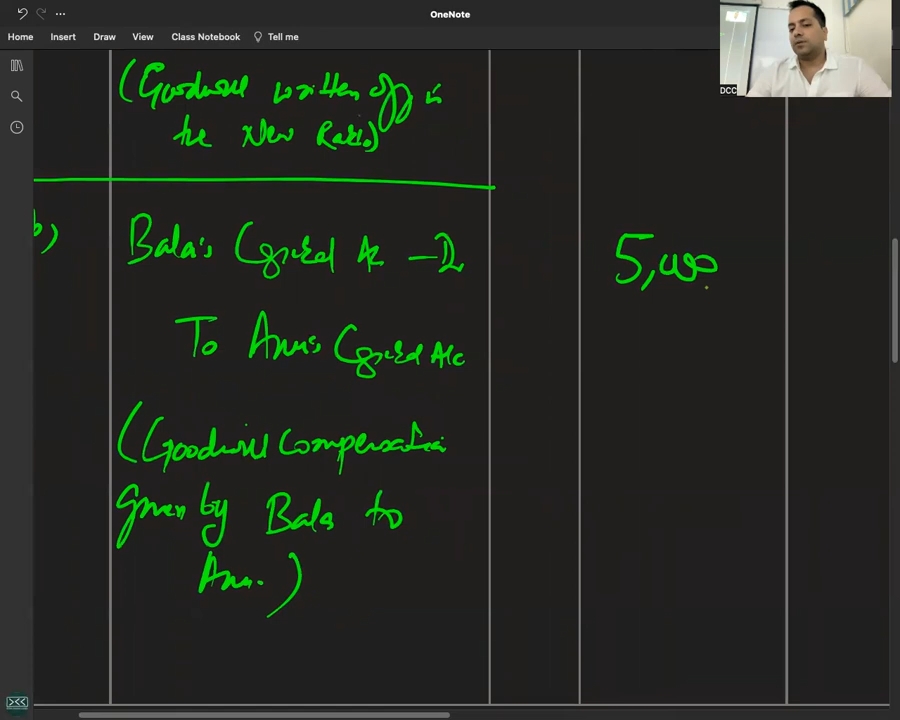 OneNote
Home Insert Draw View Class Notebook Tell me
DCC
(Goodwill written off in
the New Ratio)
b) Bala's Capital A/c —Dr 5,000
To Anu's Capital A/c
(Goodwill Compensation
given by Bala to
Anu.)